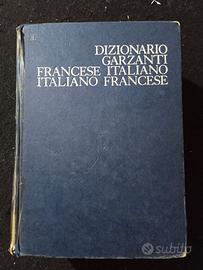 DIZIONARIO
GARZANTI
FRANCESE ITALIANO
ITALIANO FRANCESE
subito